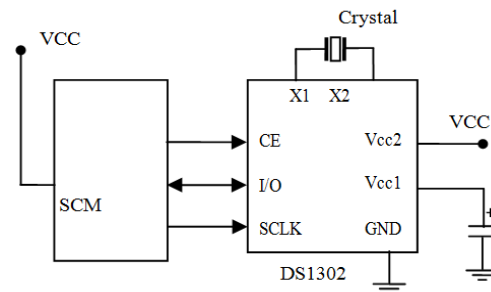 Crystal
VCC
X1 X2
VCC
CE
Vcc2
I/O
Vcc1
SCM
SCLK
GND
+
DS1302